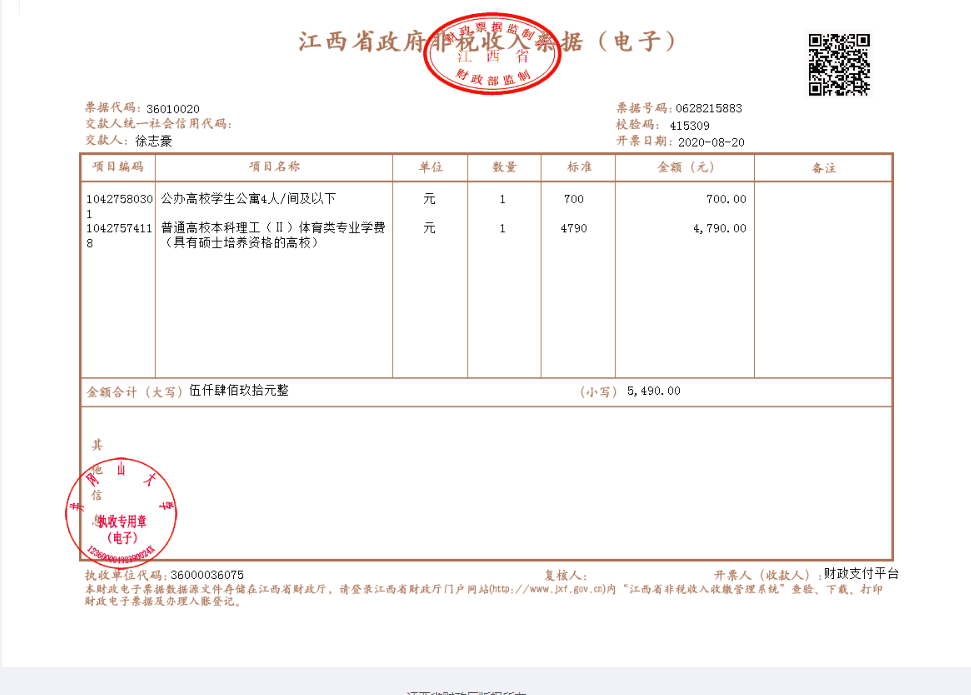 江西省政府非税收入票据（电子）
财政票据监制章
江 西 省
财政部监制
票据代码：36010020
票据号码：0628215883
交款人统一社会信用代码：
校验码： 415309
交款人：徐志豪
开票日期：2020-08-20
项目编码 项目名称 单位 数量 标准 金额（元） 备注
1042758030 公办高校学生公寓4人/间及以下 元 1 700 700.00
1
1042757411 普通高校本科理工（Ⅱ）体育类专业学费 元 1 4790 4,790.00
8 （具有硕士培养资格的高校）
金额合计（大写）伍仟肆佰玖拾元整 （小写）5,490.00
其
他
信
息
井冈山大学
执收专用章
（电子）
执收单位代码：36000036075 复核人： 开票人（收款人）：财政支付平台
本财政电子票据数据源文件存储在江西省财政厅。请登录江西省财政厅门户网站(http://www.jxf.gov.cn)内“江西省非税收入收缴管理系统”查验、下载、打印
财政电子票据及办理入账登记。